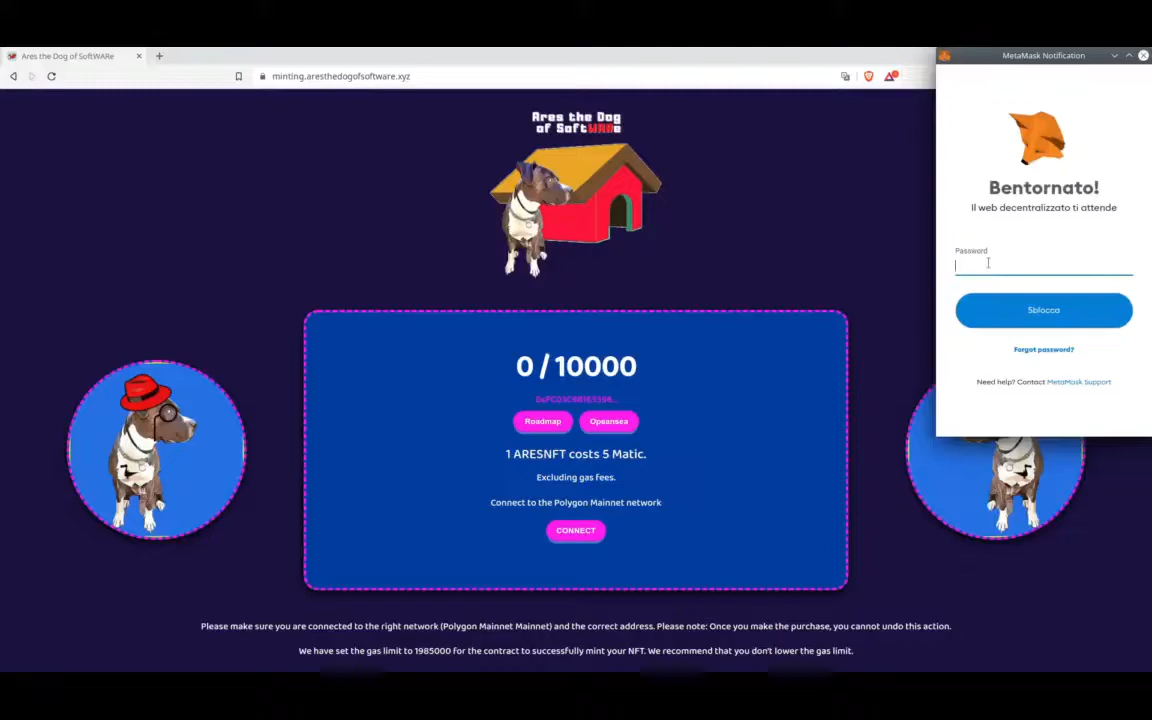 Ares the Dog of SoftWARe
minting.aresthedogofsoftware.xyz
MetaMask Notification
Ares the Dog
of SoftWARe
Bentornato!
Il web decentralizzato ti attende
Password
Sblocca
Forgot password?
Need help? Contact MetaMask Support
0 / 10000
Roadmap
Opeansea
1 ARESNFT costs 5 Matic.
Excluding gas fees.
Connect to the Polygon Mainnet network
CONNECT
Please make sure you are connected to the right network (Polygon Mainnet Mainnet) and the correct address. Please note: Once you make the purchase, you cannot undo this action.
We have set the gas limit to 1985000 for the contract to successfully mint your NFT. We recommend that you don't lower the gas limit.